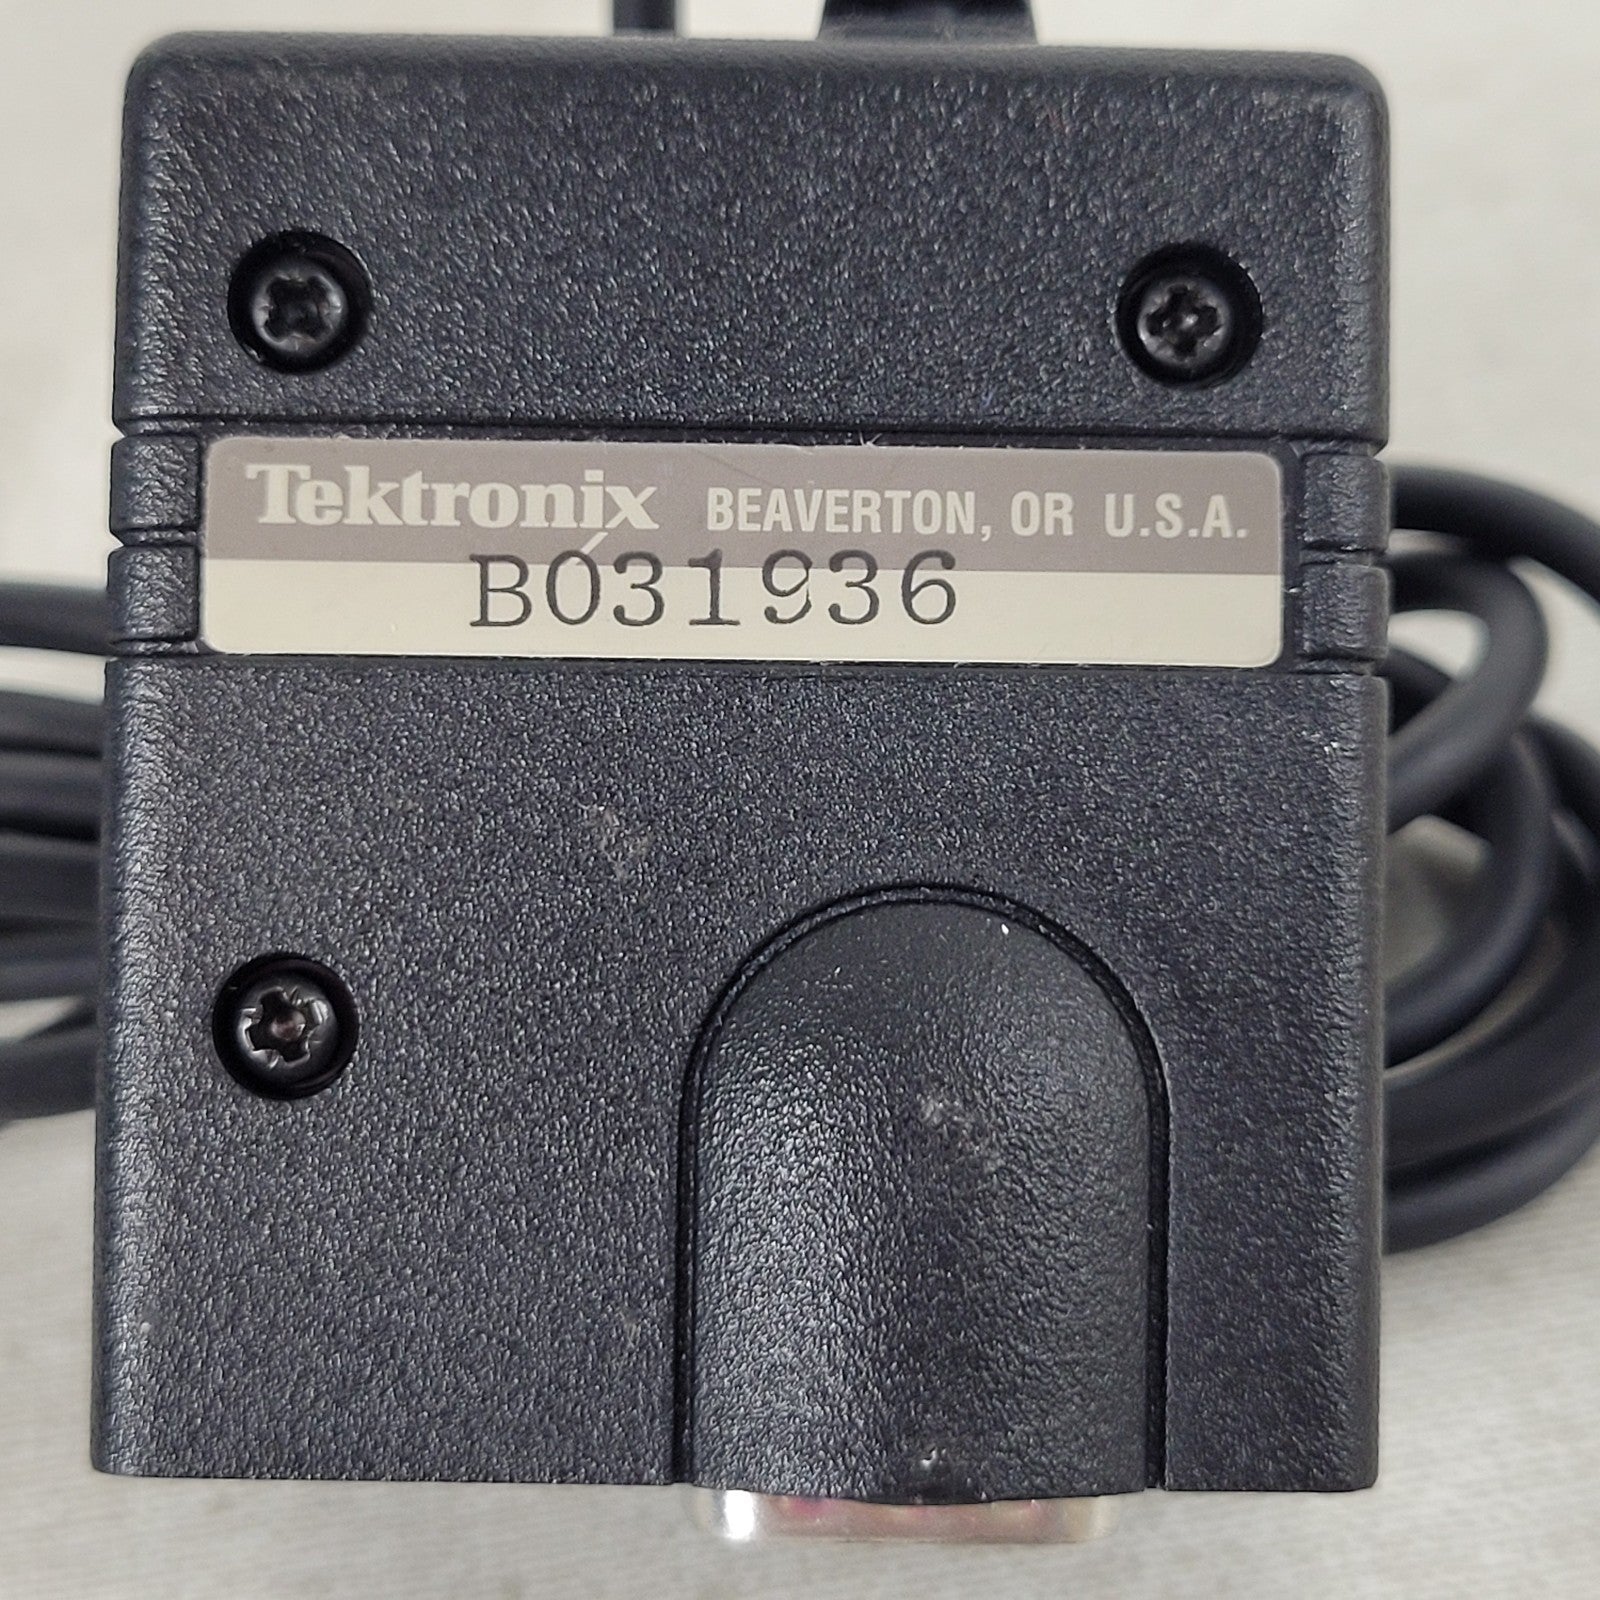 Tektronix BEAVERTON, OR U.S.A.
B031936